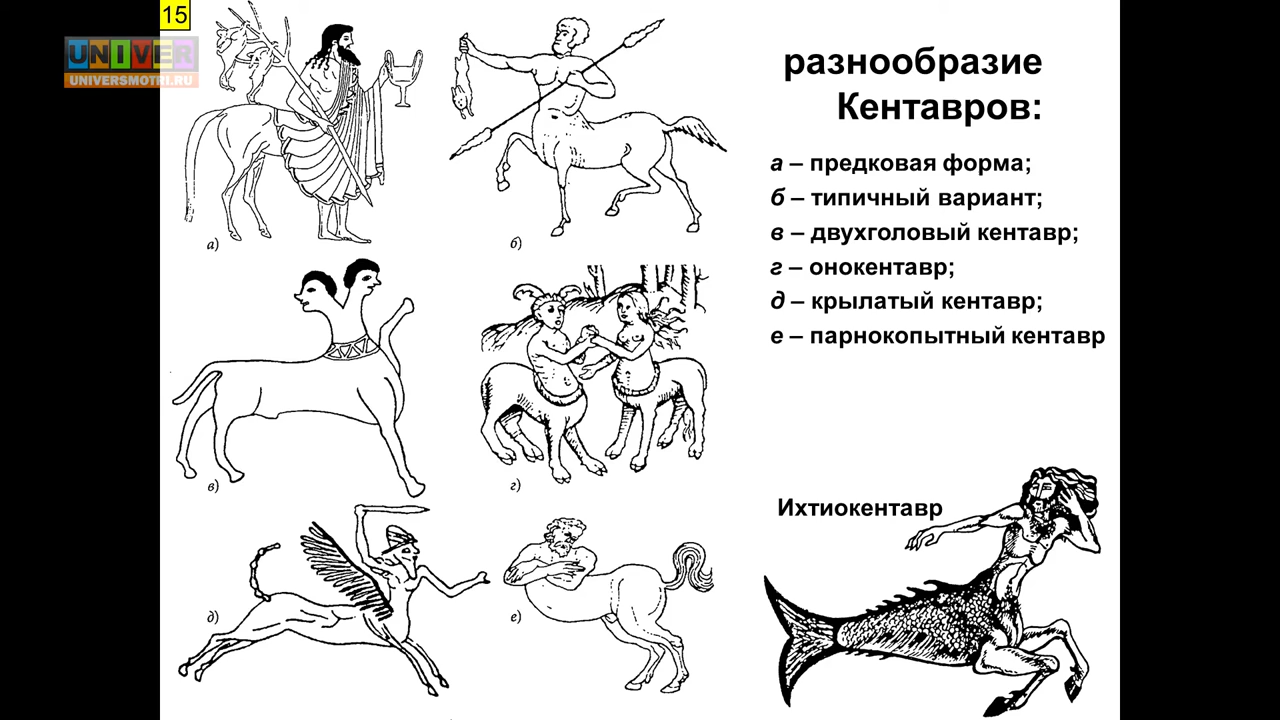 15
UNIVER
UNIVERSMOTRI.RU
разнообразие
Кентавров:
а – предковая форма;
б – типичный вариант;
в – двухголовый кентавр;
г – онокентавр;
д – крылатый кентавр;
е – парнокопытный кентавр
а)
б)
в)
г)
Ихтиокентавр
д)
е)